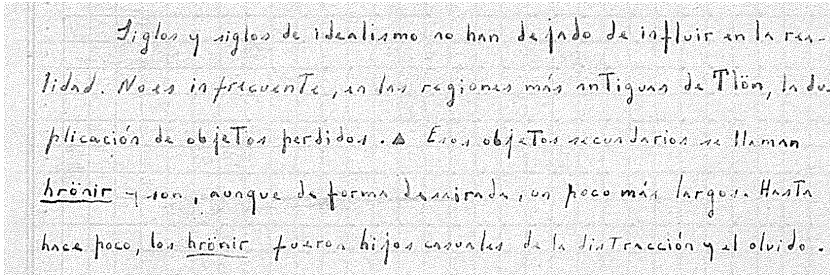 Siglos y siglos de idealismo no han dejado de influir en la rea-
lidad. No es infrecuente, en las regiones más antiguas de Tlön, la du-
plicación de objetos perdidos. Δ Esos objetos secundarios se llaman
hrönir y son, aunque de forma desairada, un poco más largos. Hasta
hace poco, los hrönir fueron hijos casuales de la disTracción y el olvido.